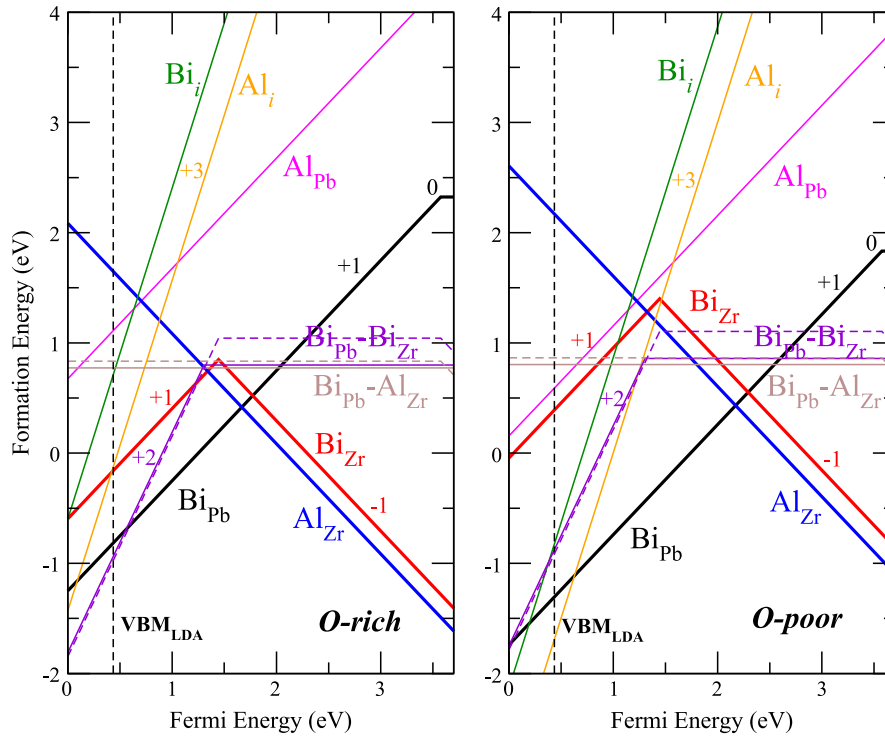 Formation Energy (eV)
4
3
2
1
0
-1
-2
0
1
2
3
Fermi Energy (eV)
Bi_i
Al_i
+3
Al_Pb
0
+1
Bi_Pb-Bi_Zr
Bi_Pb-Al_Zr
+1
+2
Bi_Zr
Bi_Pb
Al_Zr
-1
VBM_LDA
O-rich
4
3
2
1
0
-1
-2
0
1
2
3
Fermi Energy (eV)
Bi_i
Al_i
+3
Al_Pb
0
+1
Bi_Zr
+1
Bi_Pb-Bi_Zr
Bi_Pb-Al_Zr
+2
-1
Al_Zr
Bi_Pb
VBM_LDA
O-poor